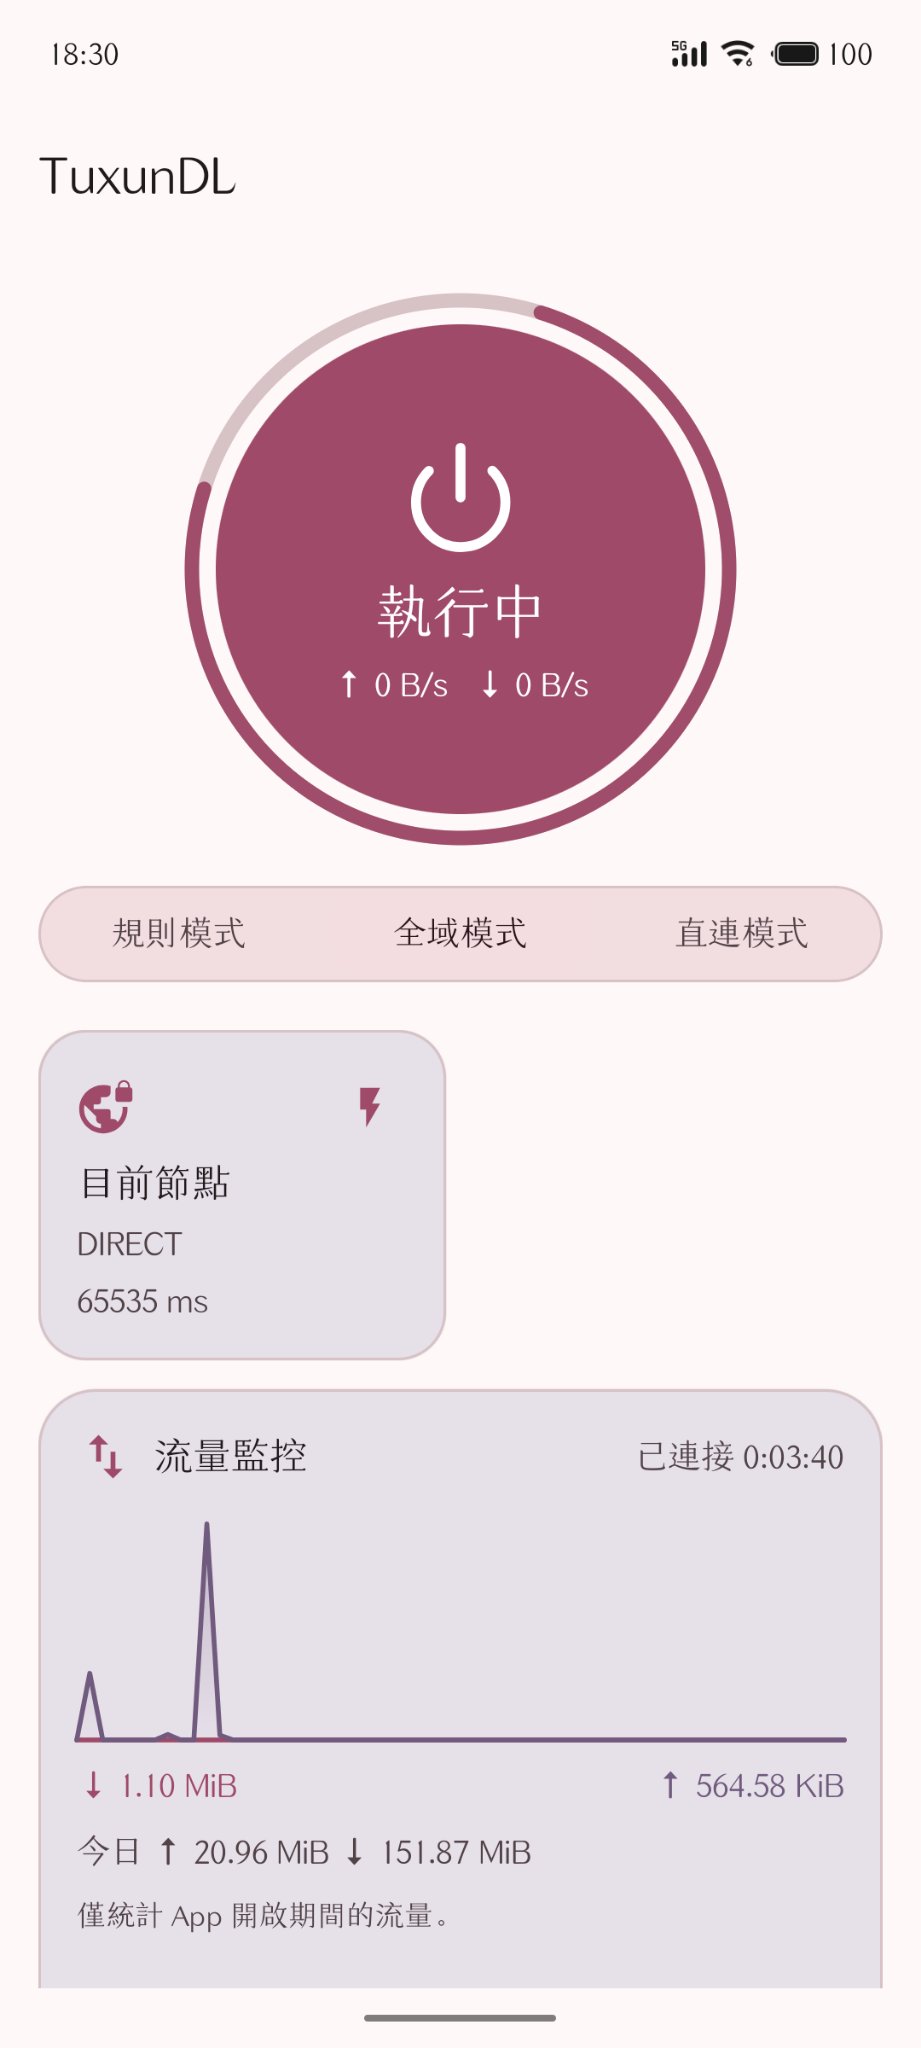 18:30
5G 6 100
TuxunDL
執行中
↑ 0 B/s ↓ 0 B/s
規則模式 全域模式 直連模式
目前節點
DIRECT
65535 ms
流量監控 已連接 0:03:40
↓ 1.10 MiB ↑ 564.58 KiB
今日 ↑ 20.96 MiB ↓ 151.87 MiB
僅統計 App 開啟期間的流量。